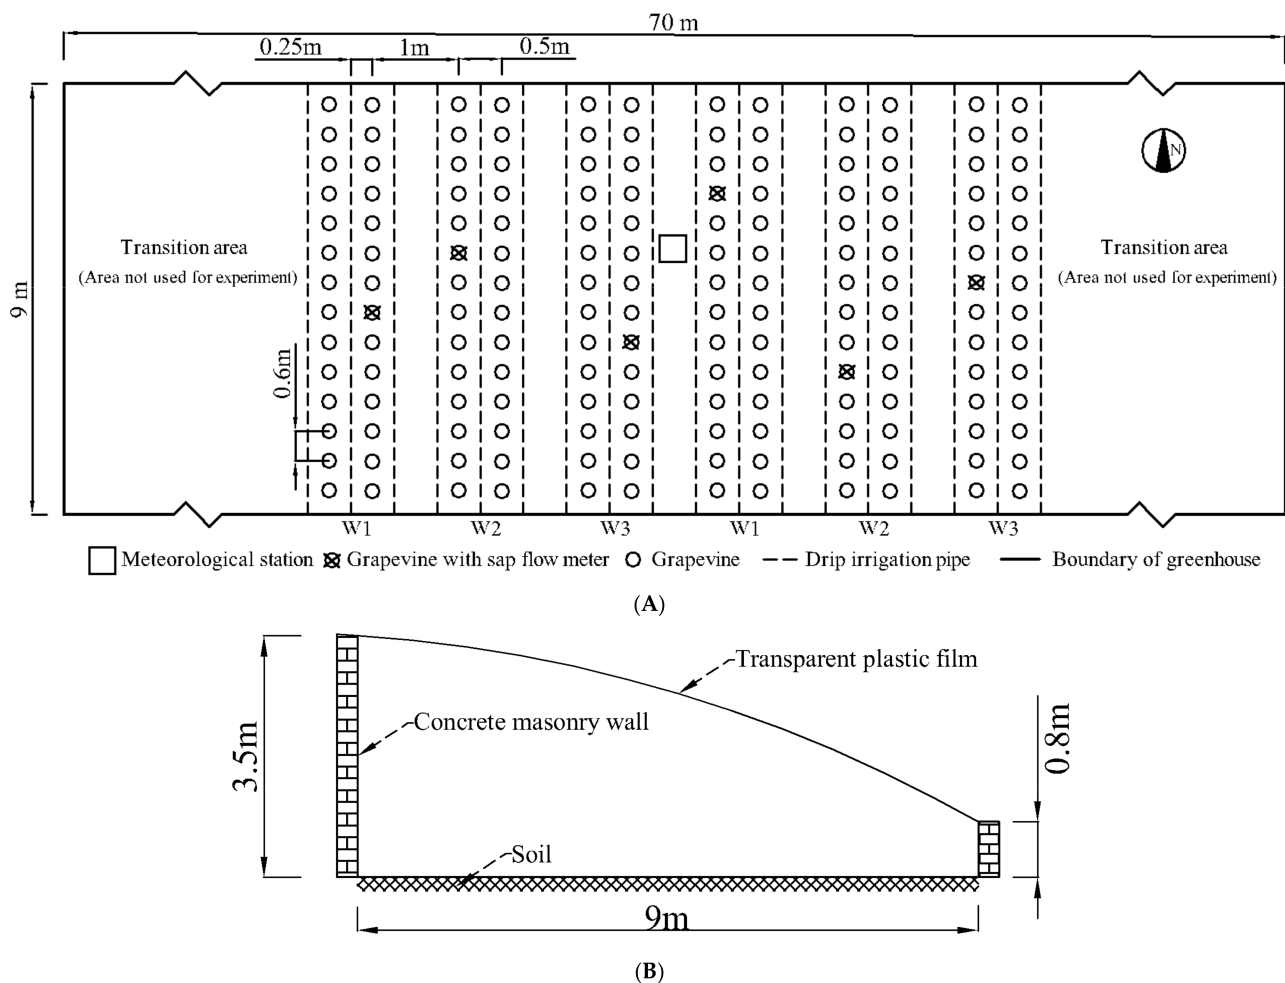 70 m
0.25m
1m
0.5m
N
Transition area
(Area not used for experiment)
Transition area
(Area not used for experiment)
9 m
0.6m
W1
W2
W3
W1
W2
W3
Meteorological station
Grapevine with sap flow meter
Grapevine
Drip irrigation pipe
Boundary of greenhouse
(A)
Transparent plastic film
Concrete masonry wall
3.5m
0.8m
Soil
9m
(B)